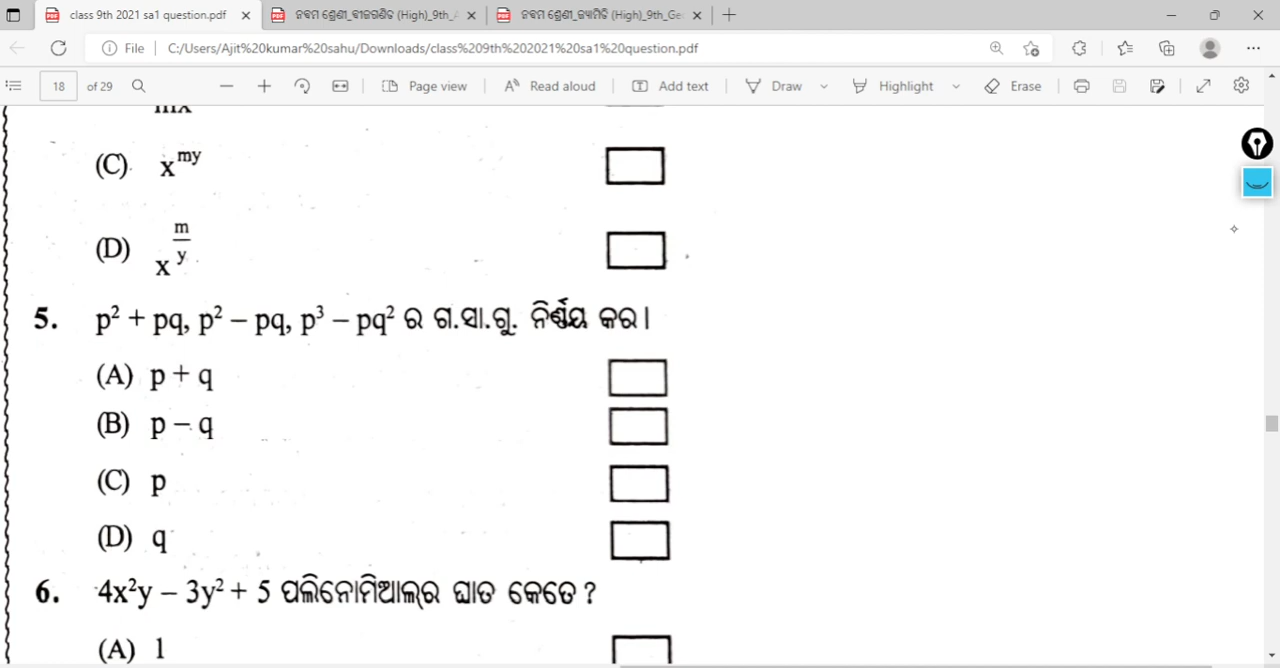 class 9th 2021 sa1 question.pdf
ନବମ ଶ୍ରେଣୀ_ବୀଜଗଣିତ (High)_9th_
ନବମ ଶ୍ରେଣୀ_ଜ୍ୟାମିତି (High)_9th_Ge
File C:/Users/Ajit%20kumar%20sahu/Downloads/class%209th%202021%20sa1%20question.pdf
18 of 29 Page view Read aloud Add text Draw Highlight Erase
(C). x^my
(D) x^(m/y)
5. p² + pq, p² – pq, p³ – pq² ର ଗ.ସା.ଗୁ. ନିର୍ଣ୍ଣୟ କର।
(A) p + q
(B) p – q
(C) p
(D) q
6. 4x²y – 3y² + 5 ପଲିନୋମିଆଲ୍‌ର ଘାତ କେତେ ?
(A) 1